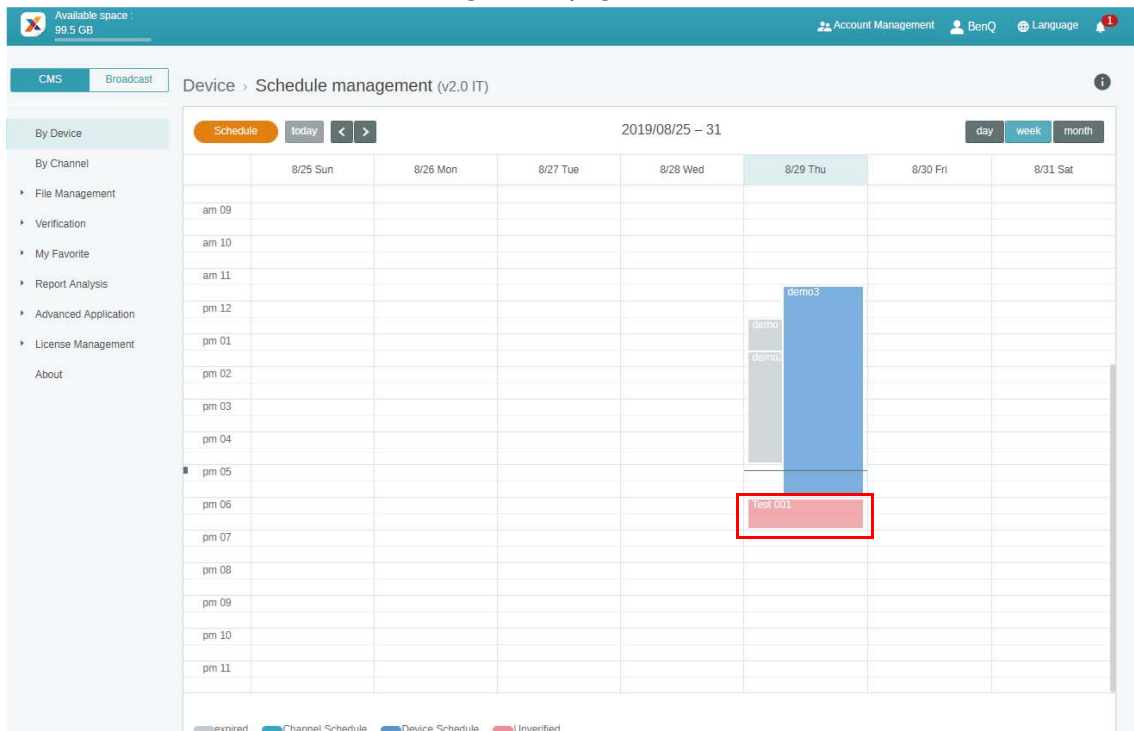 Available space :
99.5 GB
Account Management
BenQ
Language
1
CMS
Broadcast
Device › Schedule management (v2.0 IT)
By Device
By Channel
File Management
Verification
My Favorite
Report Analysis
Advanced Application
License Management
About
Schedule
today
< >
2019/08/25 – 31
day
week
month
8/25 Sun
8/26 Mon
8/27 Tue
8/28 Wed
8/29 Thu
8/30 Fri
8/31 Sat
am 09
am 10
am 11
demo3
pm 12
demo
pm 01
demo2
pm 02
pm 03
pm 04
pm 05
pm 06
Test 001
pm 07
pm 08
pm 09
pm 10
pm 11
expired
Channel Schedule
Device Schedule
Unverified